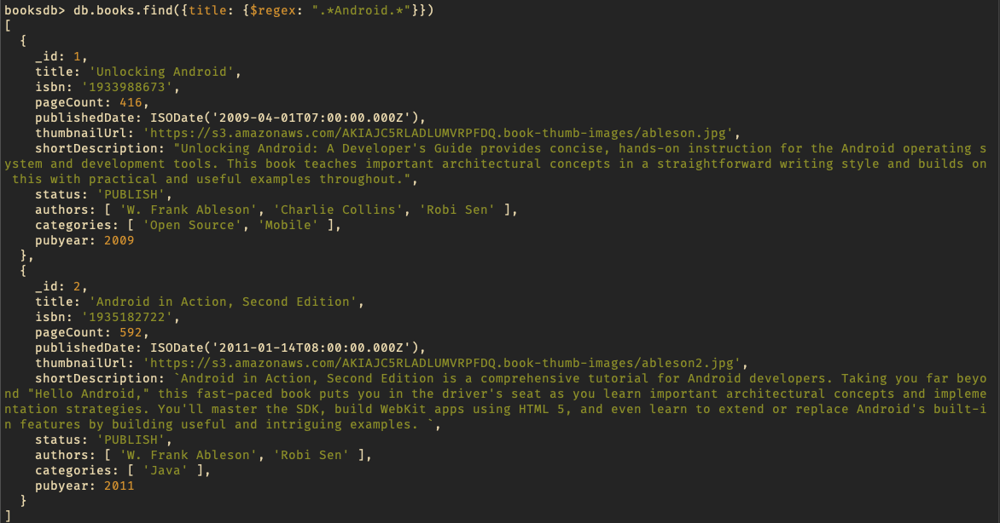 booksdb> db.books.find({title: {$regex: ".*Android.*"}})
[
  {
    _id: 1,
    title: 'Unlocking Android',
    isbn: '1933988673',
    pageCount: 416,
    publishedDate: ISODate('2009-04-01T07:00:00.000Z'),
    thumbnailUrl: 'https://s3.amazonaws.com/AKIAJC5RLADLUMVRPFDQ.book-thumb-images/ableson.jpg',
    shortDescription: "Unlocking Android: A Developer's Guide provides concise, hands-on instruction for the Android operating s
ystem and development tools. This book teaches important architectural concepts in a straightforward writing style and builds on
 this with practical and useful examples throughout.",
    status: 'PUBLISH',
    authors: [ 'W. Frank Ableson', 'Charlie Collins', 'Robi Sen' ],
    categories: [ 'Open Source', 'Mobile' ],
    pubyear: 2009
  },
  {
    _id: 2,
    title: 'Android in Action, Second Edition',
    isbn: '1935182722',
    pageCount: 592,
    publishedDate: ISODate('2011-01-14T08:00:00.000Z'),
    thumbnailUrl: 'https://s3.amazonaws.com/AKIAJC5RLADLUMVRPFDQ.book-thumb-images/ableson2.jpg',
    shortDescription: `Android in Action, Second Edition is a comprehensive tutorial for Android developers. Taking you far beyo
nd "Hello Android," this fast-paced book puts you in the driver's seat as you learn important architectural concepts and impleme
ntation strategies. You'll master the SDK, build WebKit apps using HTML 5, and even learn to extend or replace Android's built-i
n features by building useful and intriguing examples. `,
    status: 'PUBLISH',
    authors: [ 'W. Frank Ableson', 'Robi Sen' ],
    categories: [ 'Java' ],
    pubyear: 2011
  }
]